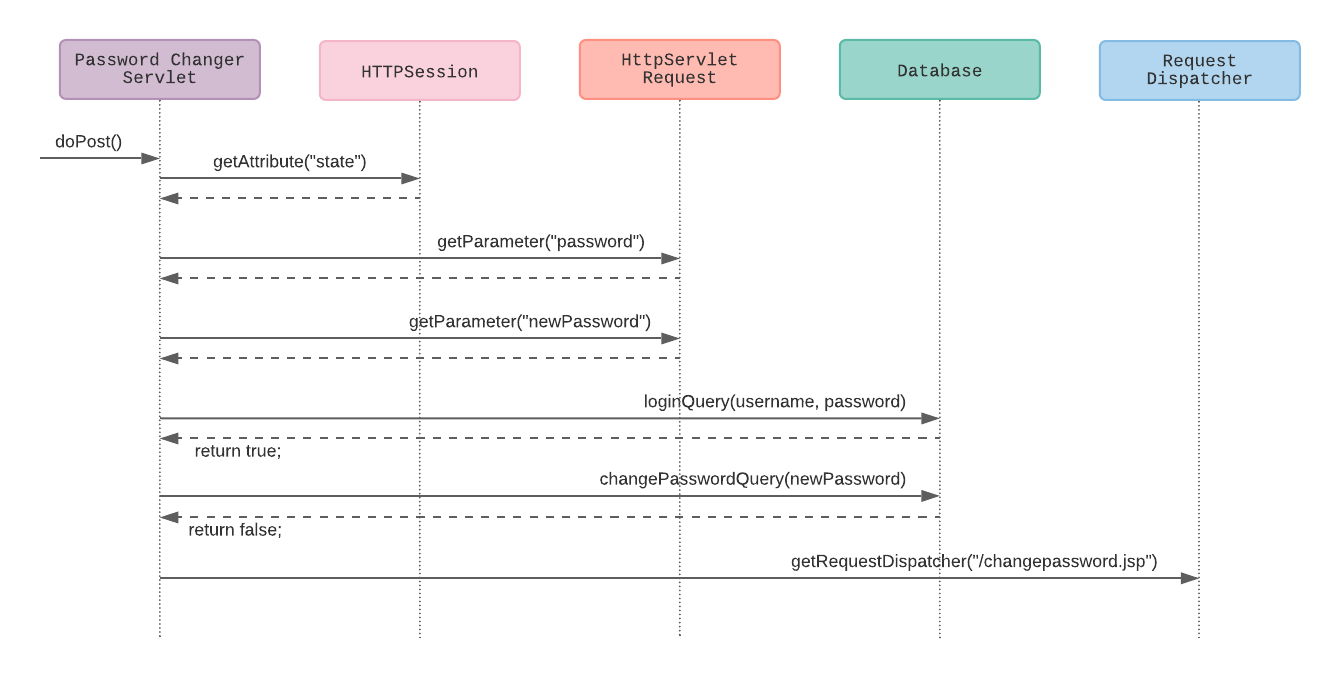 Password Changer
Servlet
HTTPSession
HttpServlet
Request
Database
Request
Dispatcher
doPost()
getAttribute("state")
getParameter("password")
getParameter("newPassword")
loginQuery(username, password)
return true;
changePasswordQuery(newPassword)
return false;
getRequestDispatcher("/changepassword.jsp")